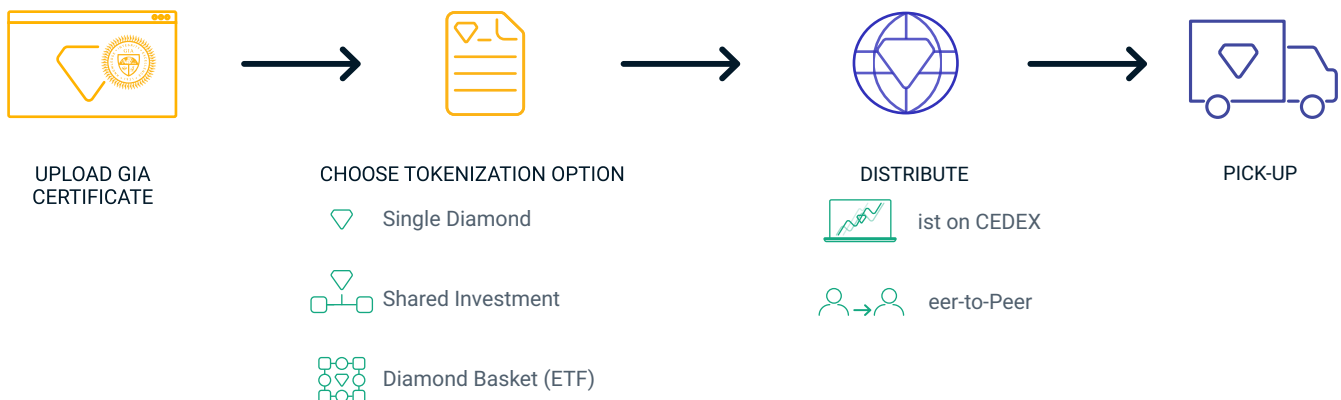 UPLOAD GIA
CERTIFICATE
CHOOSE TOKENIZATION OPTION
Single Diamond
Shared Investment
Diamond Basket (ETF)
DISTRIBUTE
ist on CEDEX
eer-to-Peer
PICK-UP